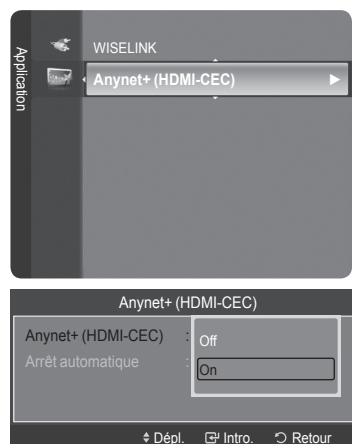 Application
WISELINK
Anynet+ (HDMI-CEC)
Anynet+ (HDMI-CEC)
Anynet+ (HDMI-CEC) : Off
Arrêt automatique : On
Dépl. Intro. Retour